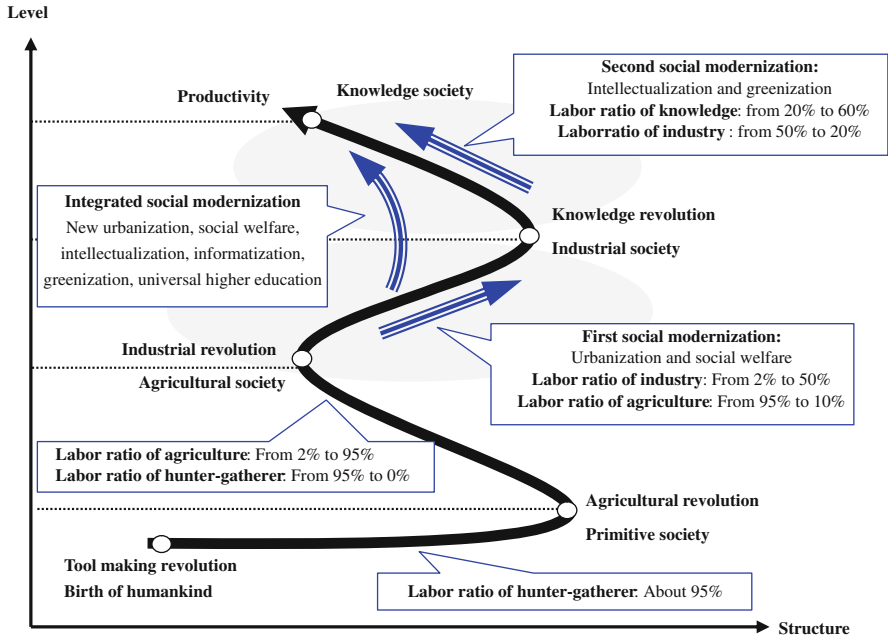 Level
Second social modernization:
Intellectualization and greenization
Labor ratio of knowledge: from 20% to 60%
Laborratio of industry : from 50% to 20%
Knowledge society
Productivity
Integrated social modernization
New urbanization, social welfare,
intellectualization, informatization,
greenization, universal higher education
Knowledge revolution
Industrial society
Industrial revolution
Agricultural society
First social modernization:
Urbanization and social welfare
Labor ratio of industry: From 2% to 50%
Labor ratio of agriculture: From 95% to 10%
Labor ratio of agriculture: From 2% to 95%
Labor ratio of hunter-gatherer: From 95% to 0%
Agricultural revolution
Primitive society
Tool making revolution
Birth of humankind
Labor ratio of hunter-gatherer: About 95%
Structure